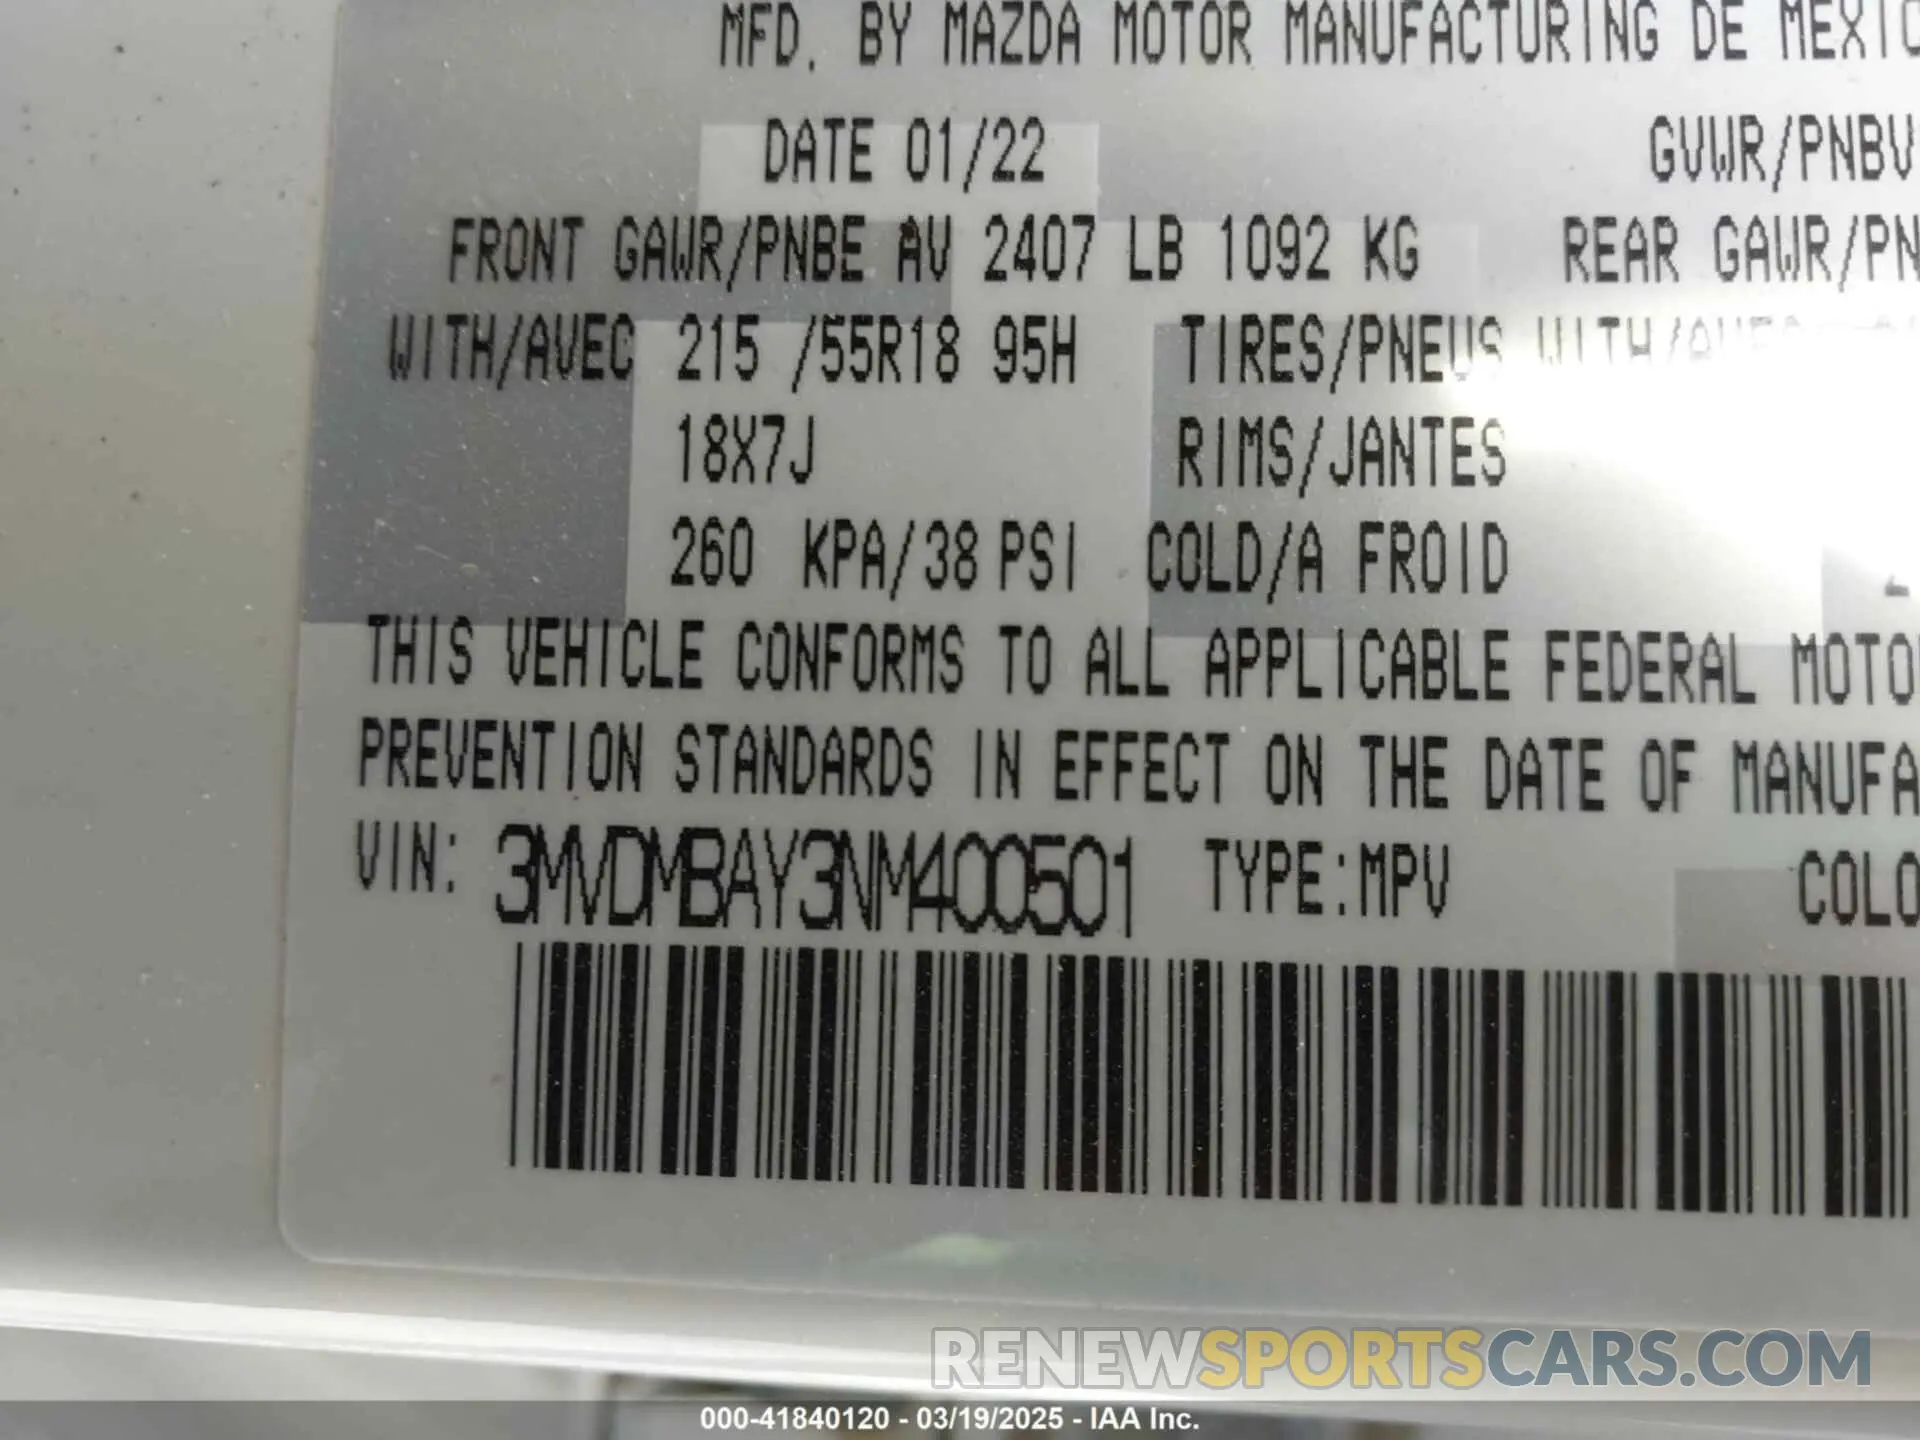 MFD. BY MAZDA MOTOR MANUFACTURING DE MEXIC
DATE 01/22 GVWR/PNBV
FRONT GAWR/PNBE AV 2407 LB 1092 KG REAR GAWR/PN
WITH/AVEC 215 /55R18 95H TIRES/PNEUS WITH/AVEC
18X7J RIMS/JANTES
260 KPA/38 PSI COLD/A FROID
THIS VEHICLE CONFORMS TO ALL APPLICABLE FEDERAL MOTO
PREVENTION STANDARDS IN EFFECT ON THE DATE OF MANUFA
VIN: 3MVDMBAY3NM400501 TYPE:MPV COLO
RENEWSPORTSCARS.COM
000-41840120 - 03/19/2025 - IAA Inc.